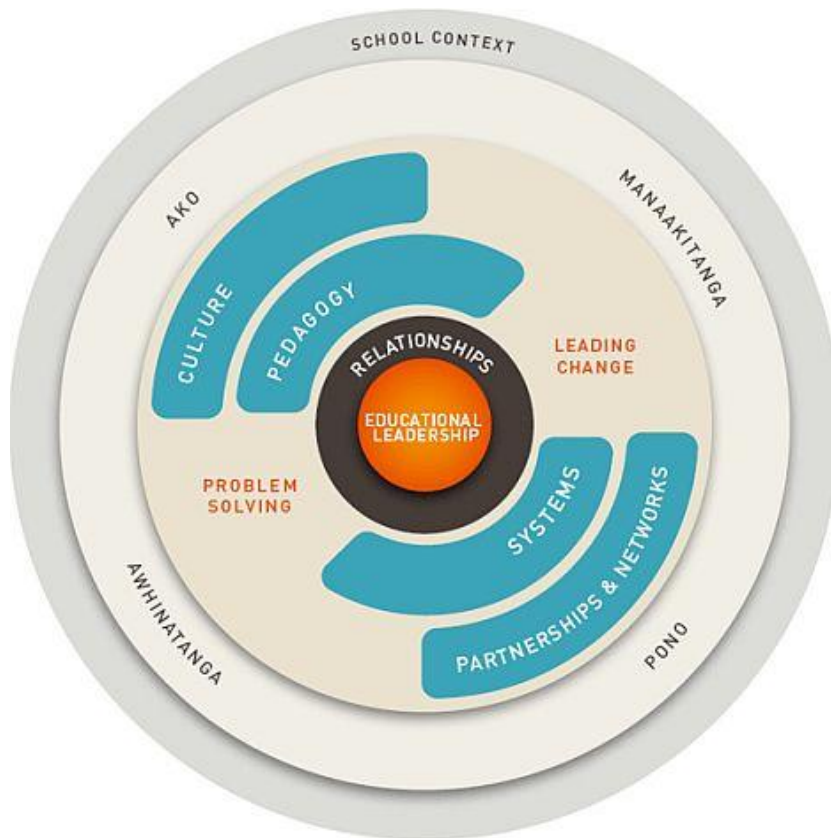 SCHOOL CONTEXT
AKO
MANAAKITANGA
CULTURE
PEDAGOGY
RELATIONSHIPS
LEADING
CHANGE
EDUCATIONAL
LEADERSHIP
PROBLEM
SOLVING
SYSTEMS
PARTNERSHIPS & NETWORKS
AWHINATANGA
PONO